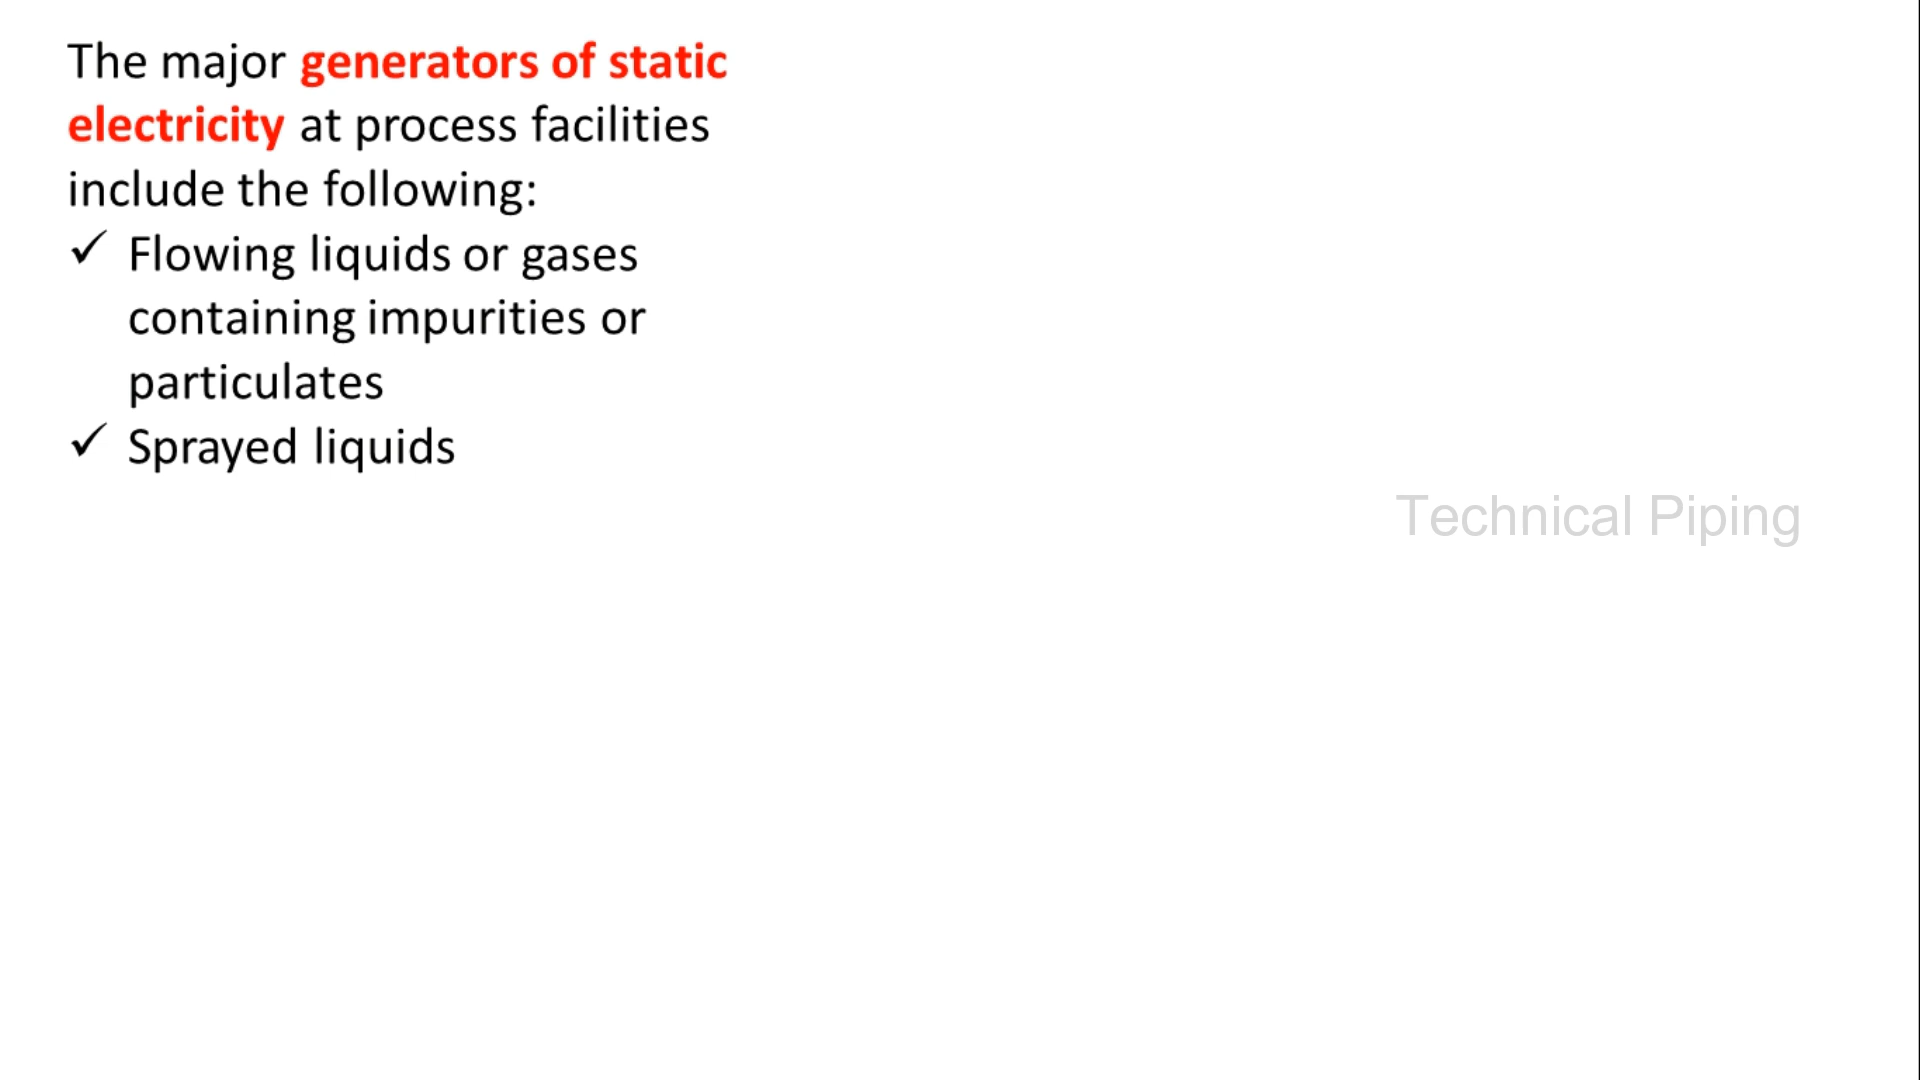 The major generators of static
electricity at process facilities
include the following:
✓ Flowing liquids or gases
containing impurities or
particulates
✓ Sprayed liquids
Technical Piping